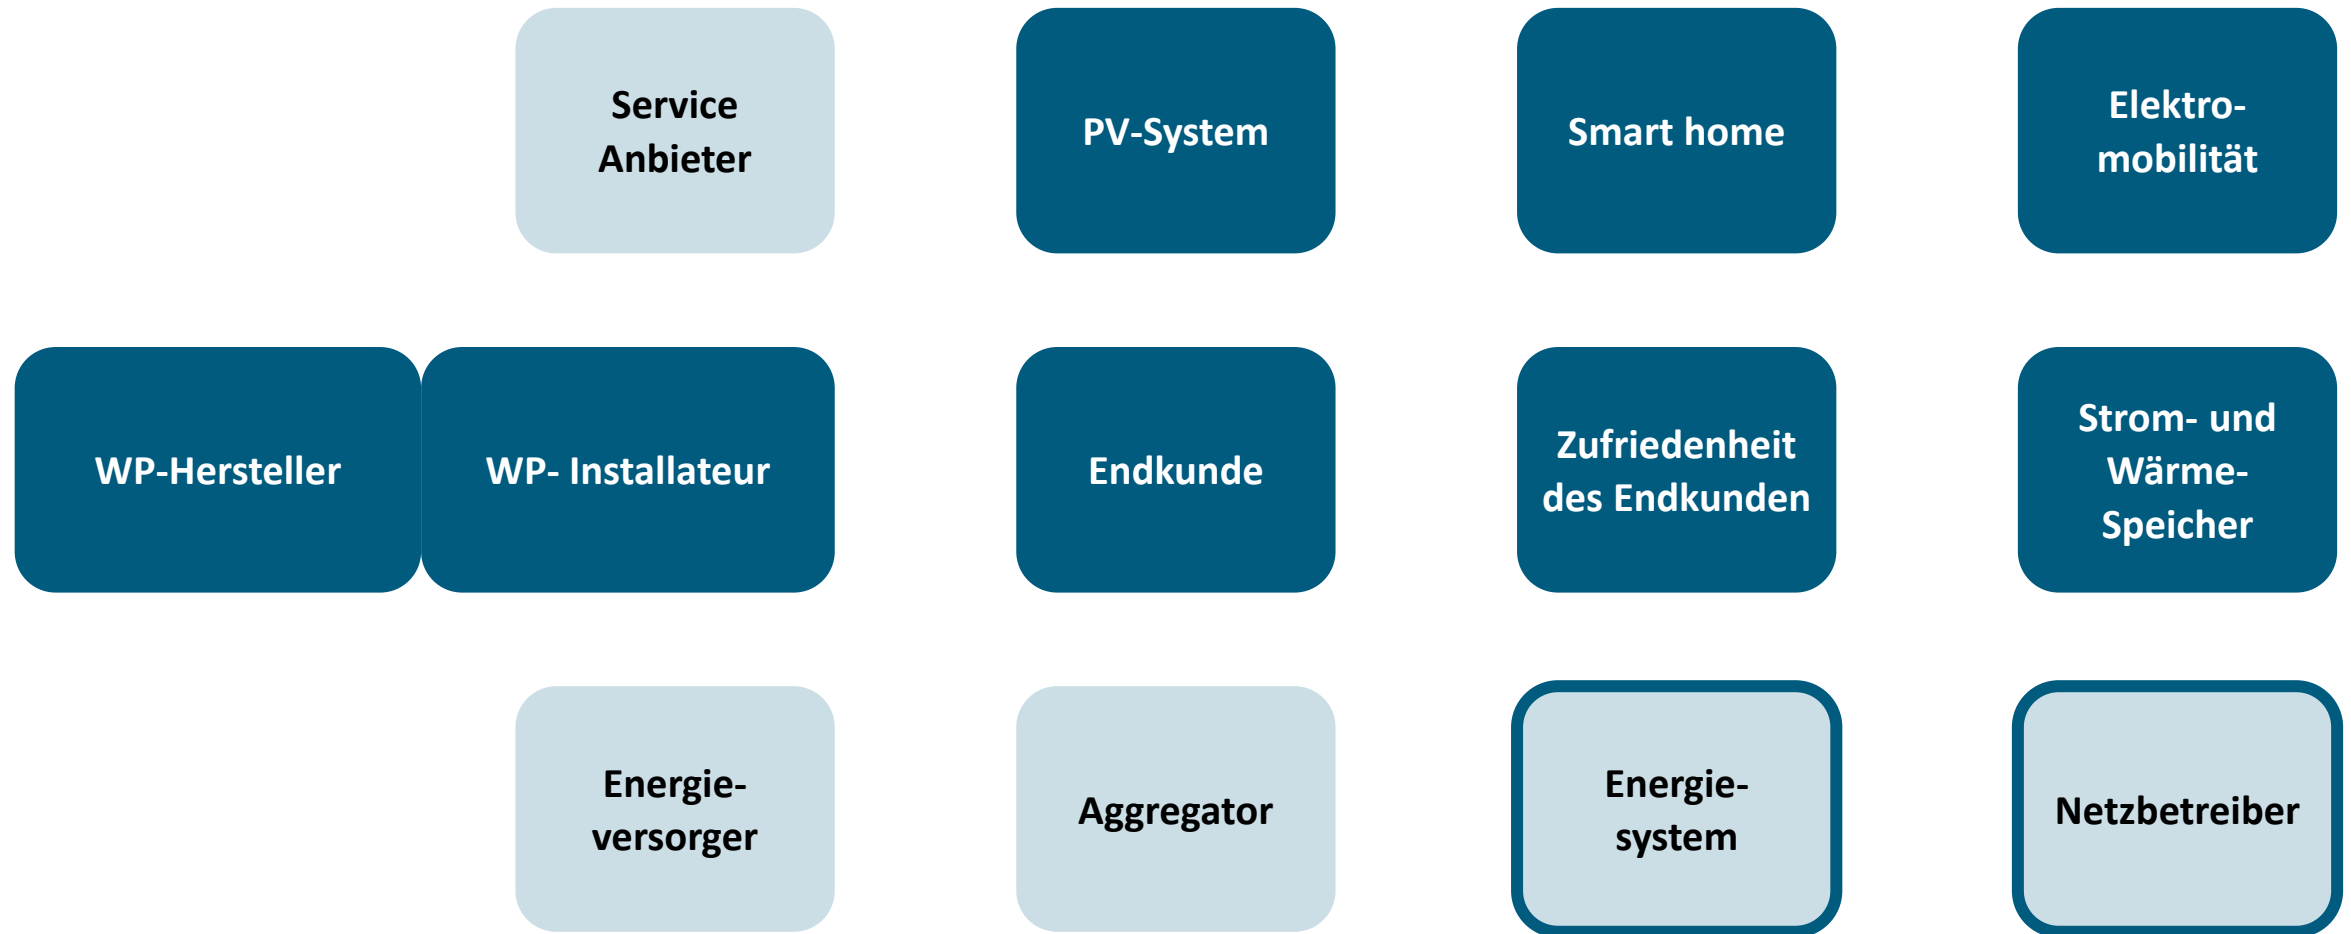 Service
Anbieter
PV-System
Smart home
Elektro-
mobilität
WP-Hersteller
WP- Installateur
Endkunde
Zufriedenheit
des Endkunden
Strom- und
Wärme-
Speicher
Energie-
versorger
Aggregator
Energie-
system
Netzbetreiber